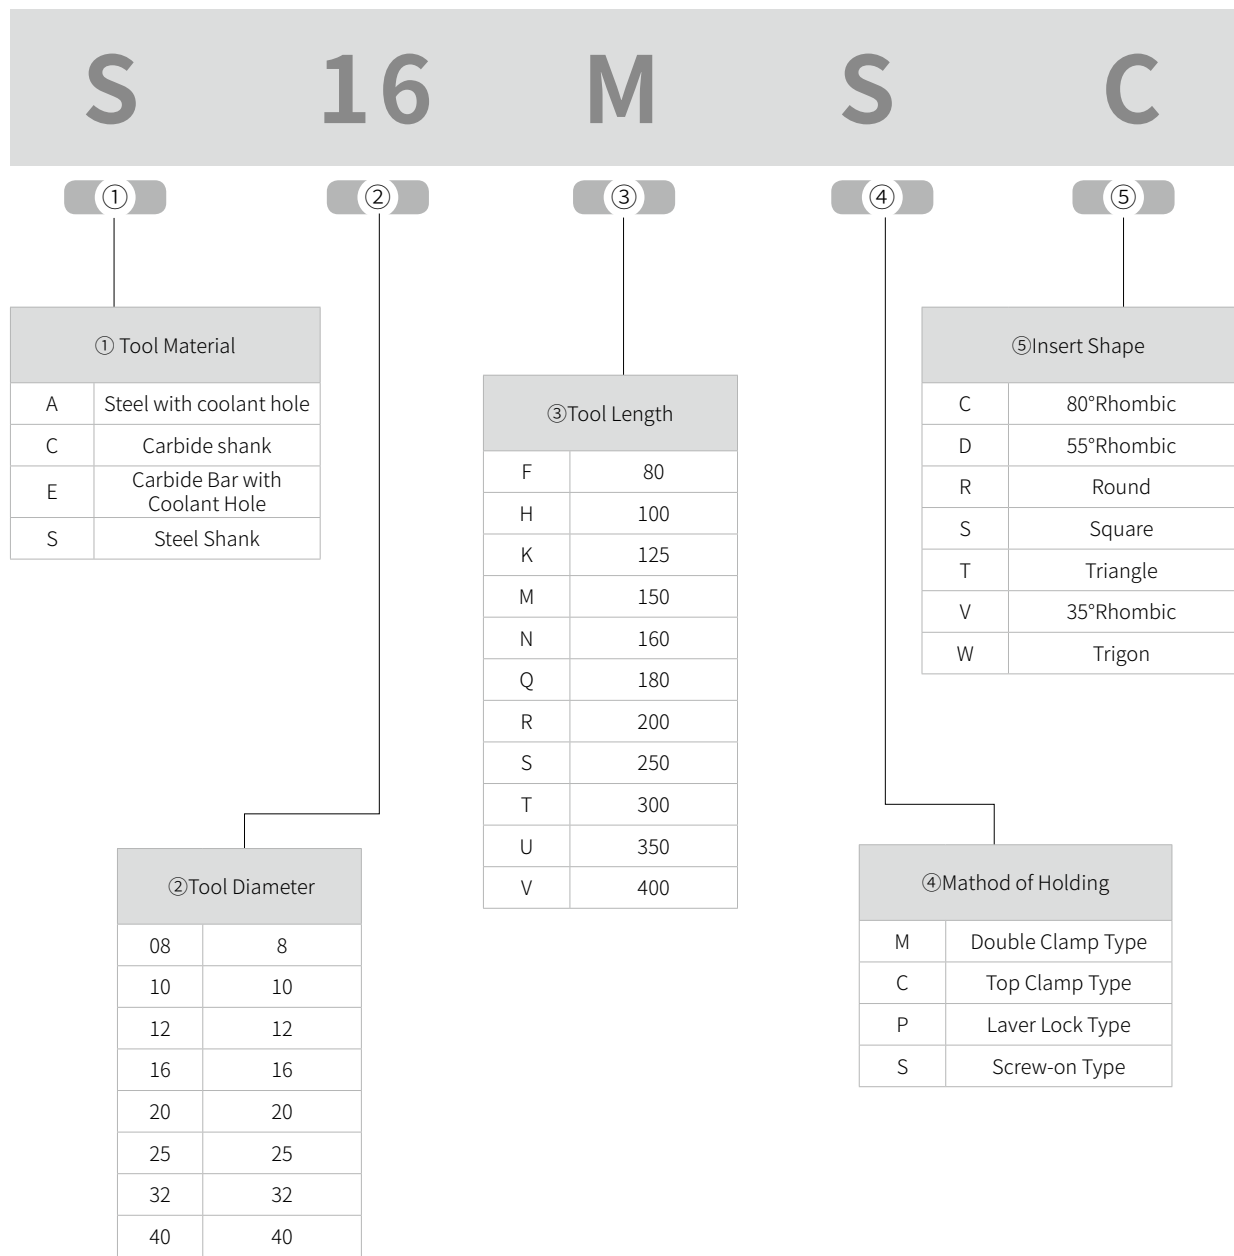 S 16 M S C
① ② ③ ④ ⑤
① Tool Material
A Steel with coolant hole
C Carbide shank
E Carbide Bar with
Coolant Hole
S Steel Shank
②Tool Diameter
08 8
10 10
12 12
16 16
20 20
25 25
32 32
40 40
③Tool Length
F 80
H 100
K 125
M 150
N 160
Q 180
R 200
S 250
T 300
U 350
V 400
④Mathod of Holding
M Double Clamp Type
C Top Clamp Type
P Laver Lock Type
S Screw-on Type
⑤Insert Shape
C 80°Rhombic
D 55°Rhombic
R Round
S Square
T Triangle
V 35°Rhombic
W Trigon